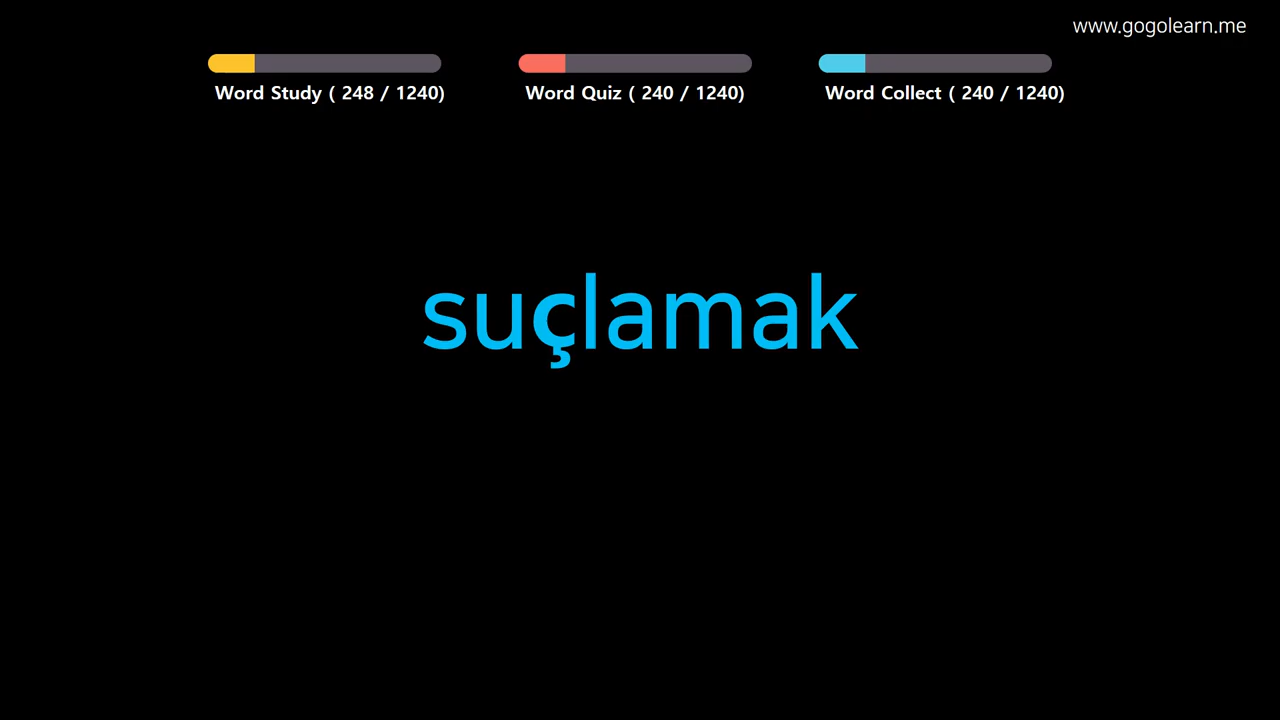 www.gogolearn.me
Word Study ( 248 / 1240)
Word Quiz ( 240 / 1240)
Word Collect ( 240 / 1240)
suçlamak